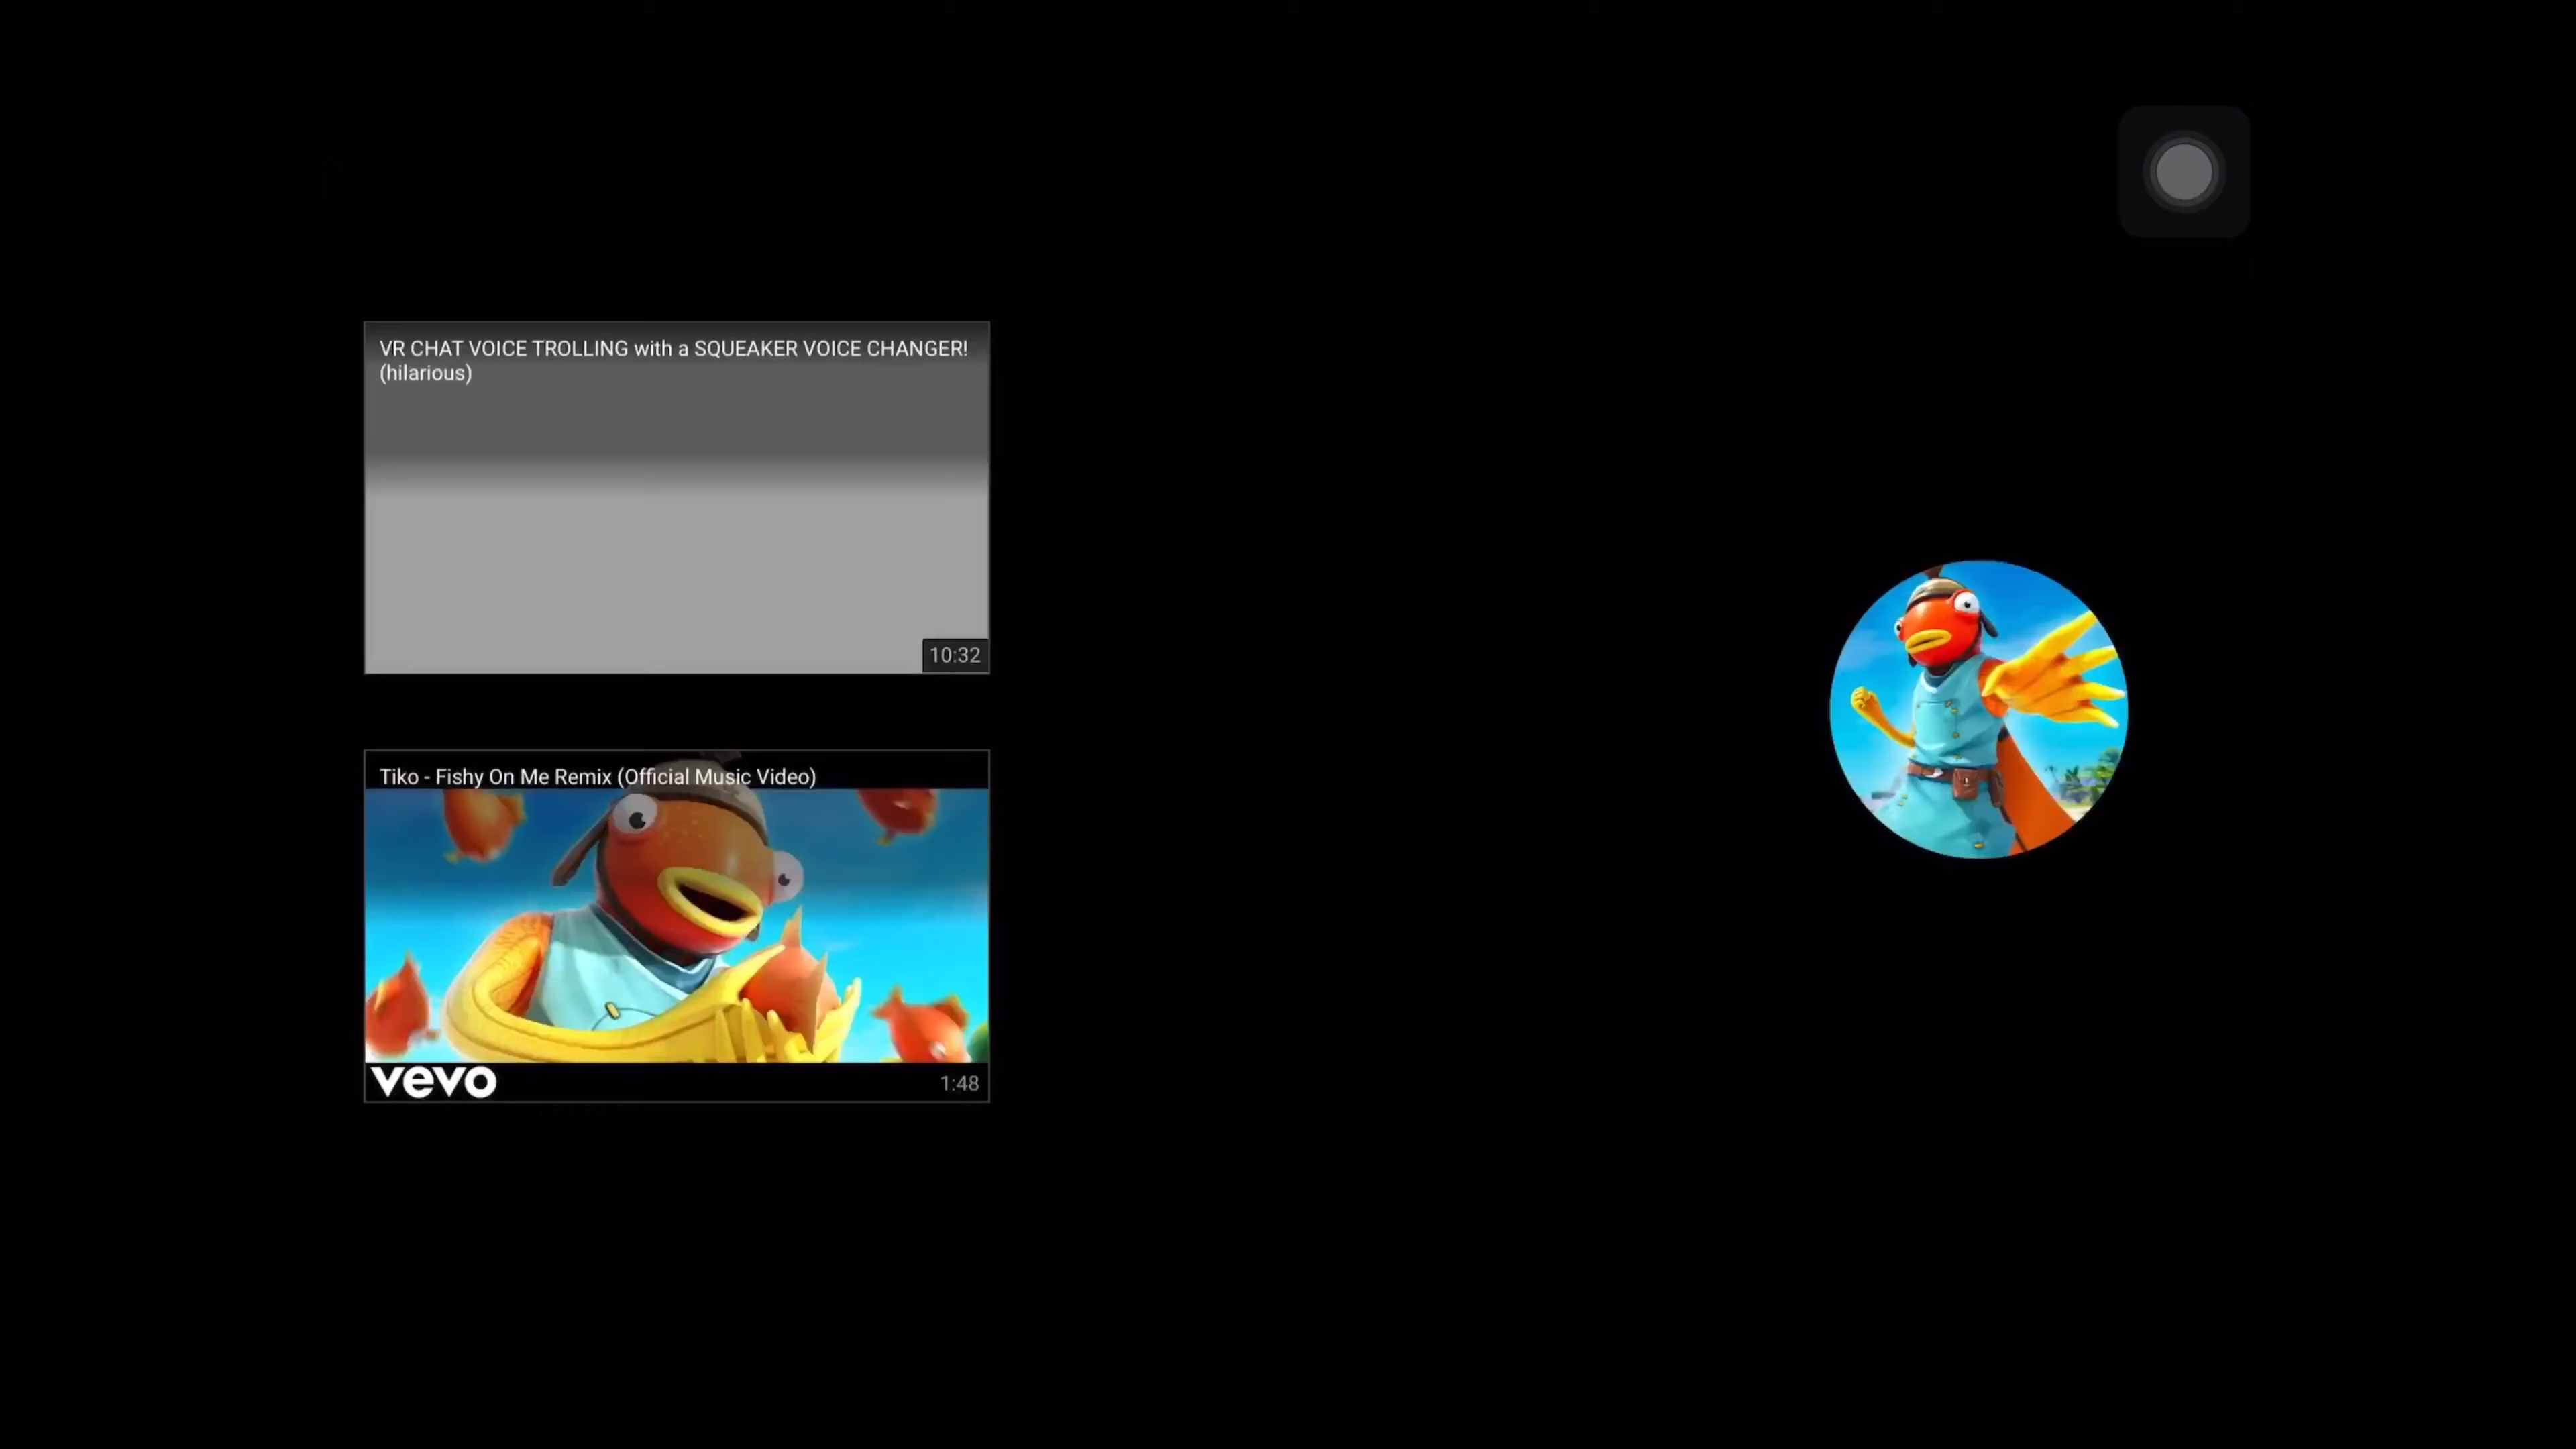 VR CHAT VOICE TROLLING with a SQUEAKER VOICE CHANGER!
(hilarious)
10:32
Tiko - Fishy On Me Remix (Official Music Video)
vevo
1:48